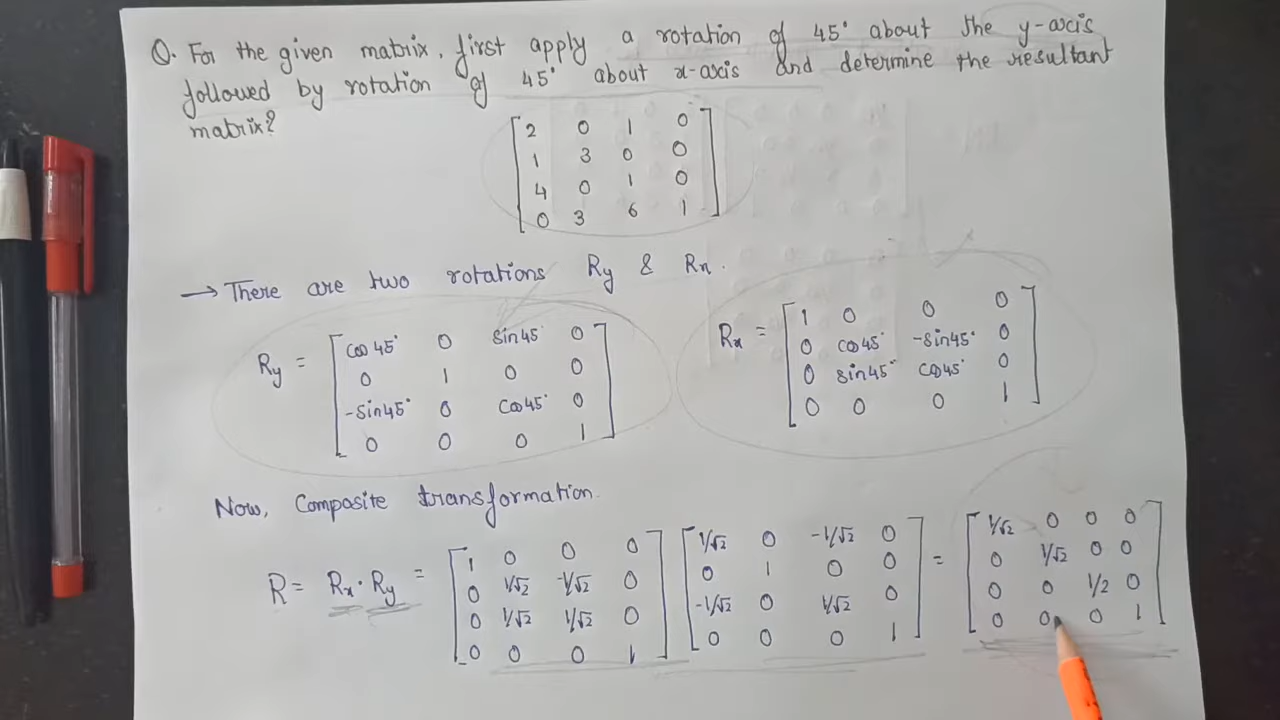 Q. For the given matrix, first apply a rotation of 45° about the y-axis
followed by rotation of 45° about x-axis and determine the resultant
matrix?
[2 0 1 0
1 3 0 0
4 0 1 0
0 3 6 1]
→ There are two rotations Ry & Rx.
Ry = [cos 45° 0 sin45 0
0 1 0 0
-sin45° 0 cos45° 0
0 0 0 1]
Rx = [1 0 0 0
0 cos45° -sin45° 0
0 sin45° cos45° 0
0 0 0 1]
Now, Composite transformation.
R = Rx · Ry = [1 0 0 0
0 1/√2 -1/√2 0
0 1/√2 1/√2 0
0 0 0 1] [1/√2 0 -1/√2 0
0 1 0 0
-1/√2 0 1/√2 0
0 0 0 1] = [1/√2 0 0 0
0 1/√2 0 0
0 0 1/2 0
0 0 0 1]